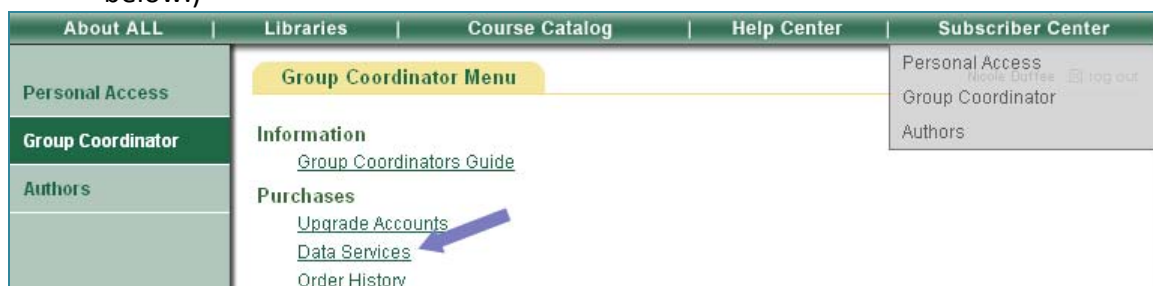 below.)
About ALL | Libraries | Course Catalog | Help Center | Subscriber Center
Personal Access
Group Coordinator
Authors
Group Coordinator Menu
Information
Group Coordinators Guide
Purchases
Upgrade Accounts
Data Services
Order History
Personal Access
Nicole Duffee log out
Group Coordinator
Authors